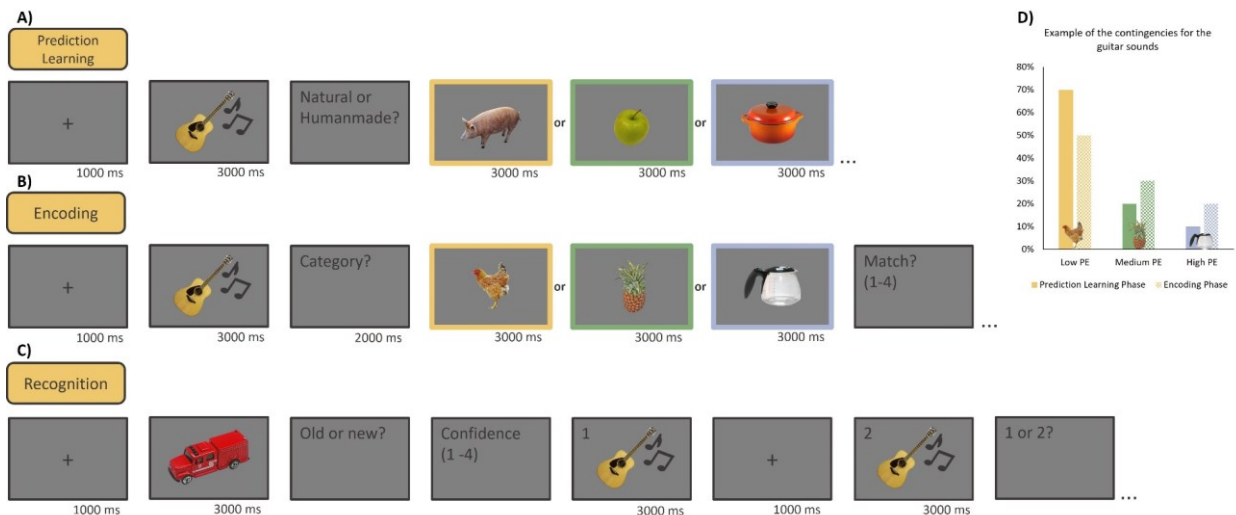 A)
Prediction
Learning
+
Natural or
Humanmade?
or
or
...
1000 ms
3000 ms
3000 ms
3000 ms
3000 ms
B)
Encoding
+
Category?
or
or
Match?
(1-4)
...
1000 ms
3000 ms
2000 ms
3000 ms
3000 ms
3000 ms
C)
Recognition
+
Old or new?
Confidence
(1 -4)
1
+
2
1 or 2?
...
1000 ms
3000 ms
3000 ms
1000 ms
3000 ms
D)
Example of the contingencies for the
guitar sounds
80%
70%
60%
50%
40%
30%
20%
10%
0%
Low PE
Medium PE
High PE
Prediction Learning Phase
Encoding Phase